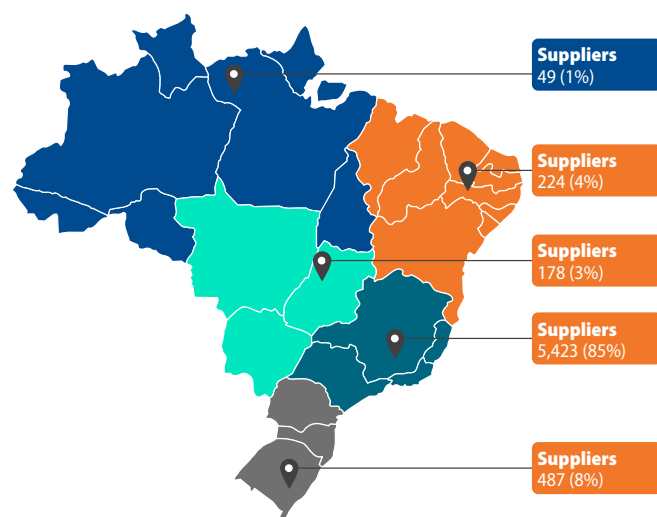 Suppliers
49 (1%)
Suppliers
224 (4%)
Suppliers
178 (3%)
Suppliers
5,423 (85%)
Suppliers
487 (8%)